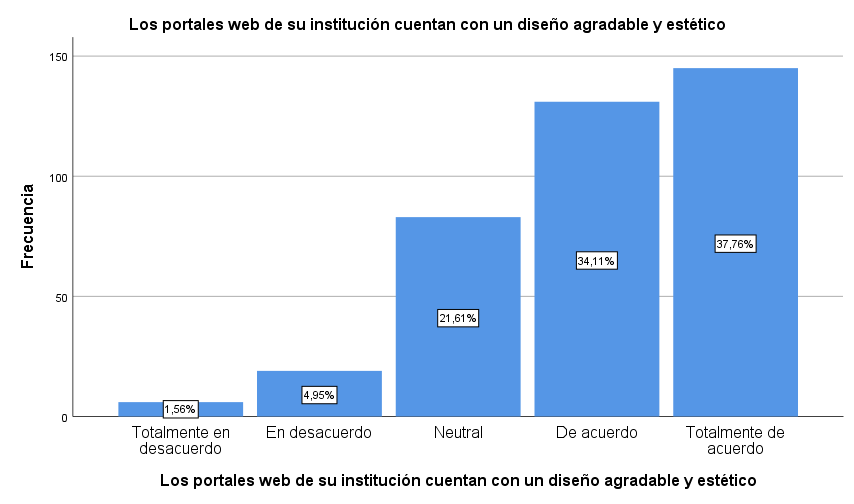 Los portales web de su institución cuentan con un diseño agradable y estético
150
100
50
0
Frecuencia
1,56%
4,95%
21,61%
34,11%
37,76%
Totalmente en
desacuerdo
En desacuerdo
Neutral
De acuerdo
Totalmente de
acuerdo
Los portales web de su institución cuentan con un diseño agradable y estético